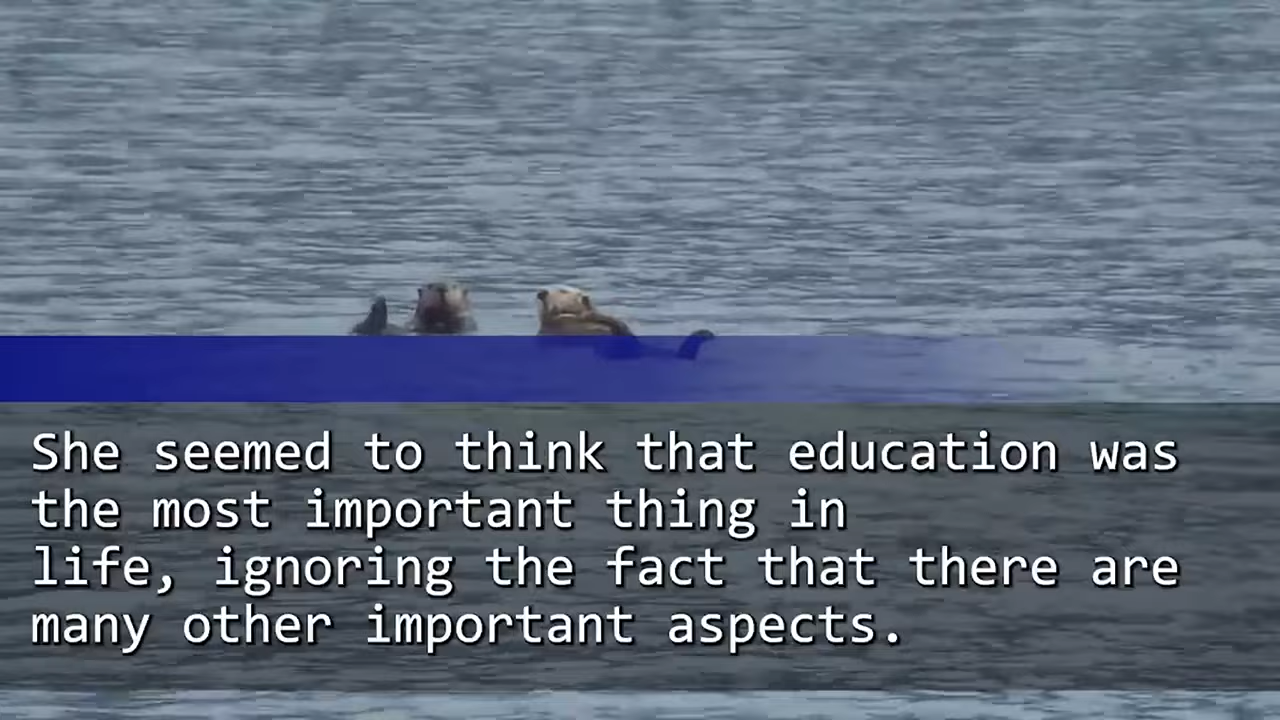 She seemed to think that education was
the most important thing in
life, ignoring the fact that there are
many other important aspects.